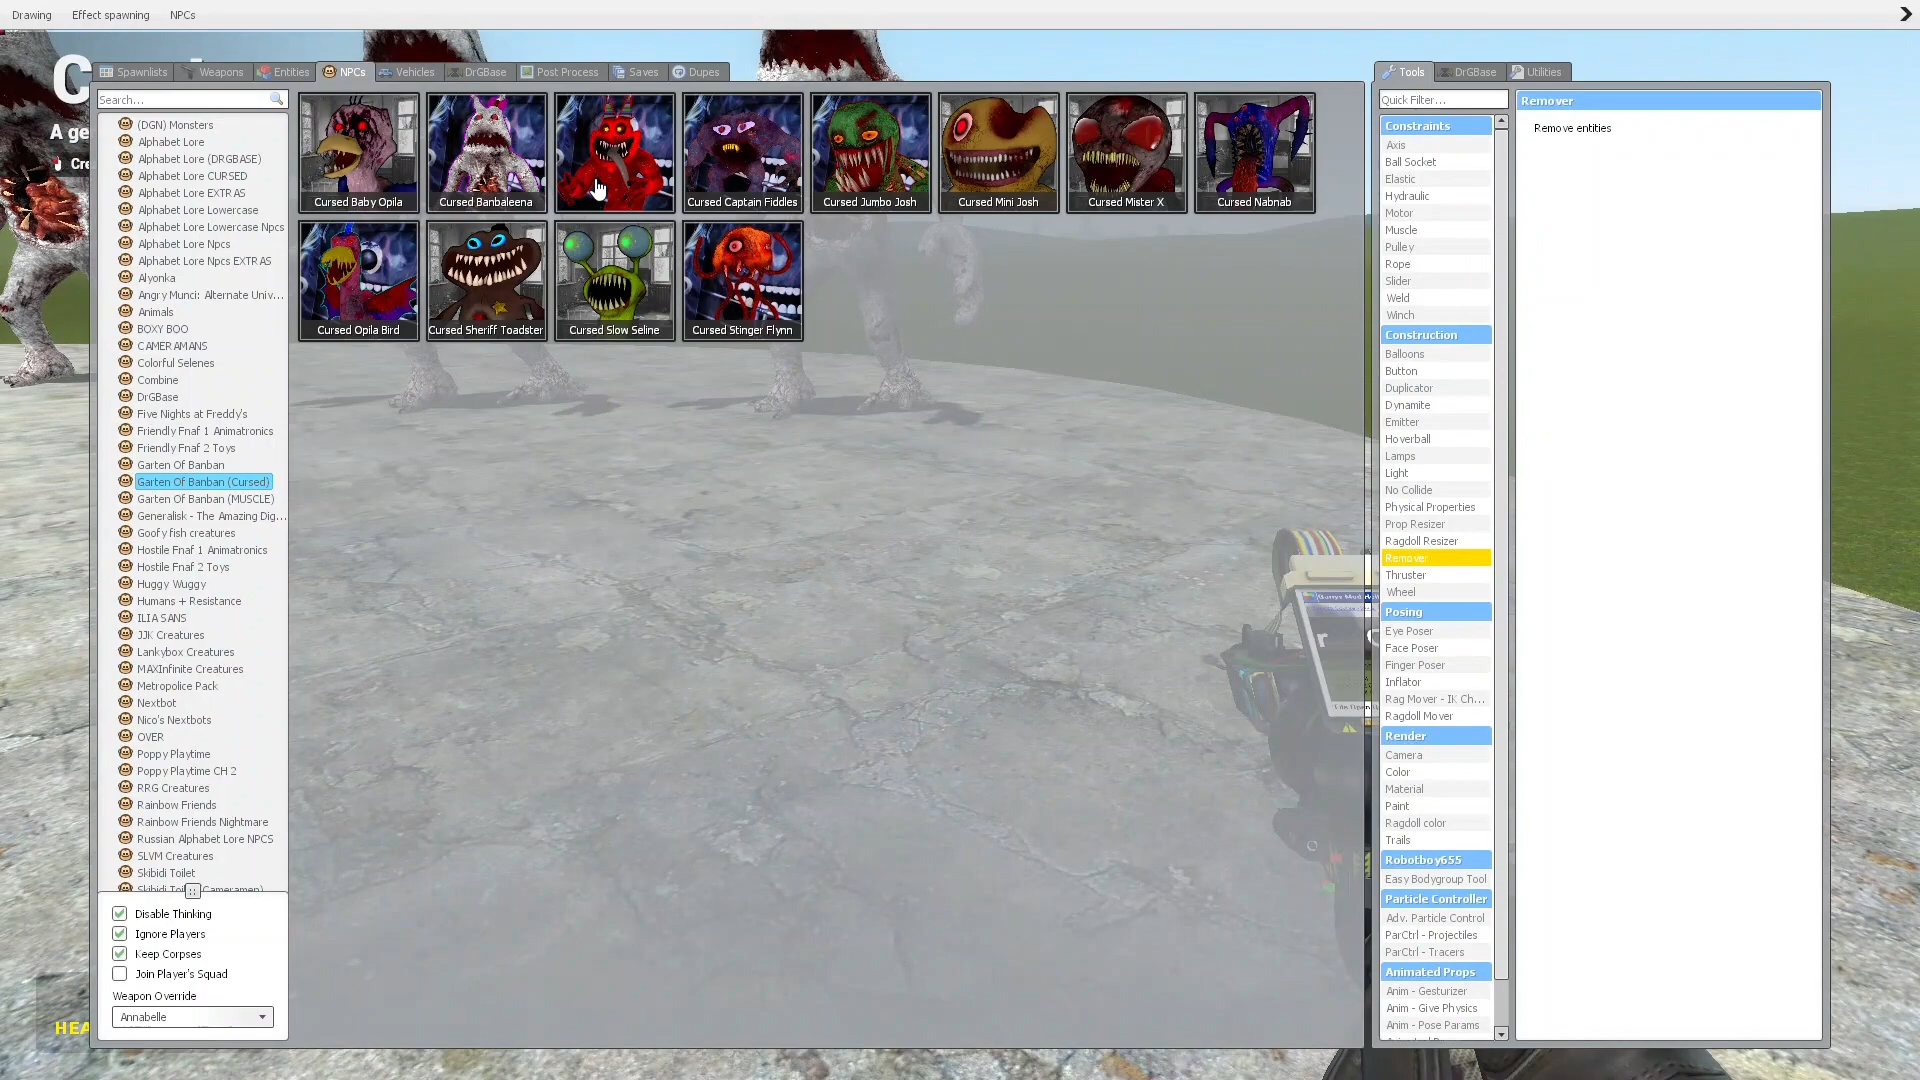 Drawing
Effect spawning
NPCs
C
A ge
Cre
Spawnlists
Weapons
Entities
NPCs
Vehicles
DrGBase
Post Process
Saves
Dupes
Search...
(DGN) Monsters
Alphabet Lore
Alphabet Lore (DRGBASE)
Alphabet Lore CURSED
Alphabet Lore EXTRAS
Alphabet Lore Lowercase
Alphabet Lore Lowercase Npcs
Alphabet Lore Npcs
Alphabet Lore Npcs EXTRAS
Alyonka
Angry Munci: Alternate Univ...
Animals
BOXY BOO
CAMERAMANS
Colorful Selenes
Combine
DrGBase
Five Nights at Freddy's
Friendly Fnaf 1 Animatronics
Friendly Fnaf 2 Toys
Garten Of Banban
Garten Of Banban (Cursed)
Garten Of Banban (MUSCLE)
Generalisk - The Amazing Dig...
Goofy fish creatures
Hostile Fnaf 1 Animatronics
Hostile Fnaf 2 Toys
Huggy Wuggy
Humans + Resistance
ILIA SANS
JJK Creatures
Lankybox Creatures
MAXInfinite Creatures
Metropolice Pack
Nextbot
Nico's Nextbots
OVER
Poppy Playtime
Poppy Playtime CH 2
RRG Creatures
Rainbow Friends
Rainbow Friends Nightmare
Russian Alphabet Lore NPCS
SLVM Creatures
Skibidi Toilet
Disable Thinking
Ignore Players
Keep Corpses
Join Player's Squad
Weapon Override
Annabelle
HEA
Cursed Baby Opila
Cursed Banbaleena
Cursed Captain Fiddles
Cursed Jumbo Josh
Cursed Mini Josh
Cursed Mister X
Cursed Nabnab
Cursed Opila Bird
Cursed Sheriff Toadster
Cursed Slow Seline
Cursed Stinger Flynn
Tools
DrGBase
Utilities
Quick Filter...
Constraints
Axis
Ball Socket
Elastic
Hydraulic
Motor
Muscle
Pulley
Rope
Slider
Weld
Winch
Construction
Balloons
Button
Duplicator
Dynamite
Emitter
Hoverball
Lamps
Light
No Collide
Physical Properties
Prop Resizer
Ragdoll Resizer
Remover
Thruster
Wheel
Posing
Eye Poser
Face Poser
Finger Poser
Inflator
Rag Mover - IK Ch...
Ragdoll Mover
Render
Camera
Color
Material
Paint
Ragdoll color
Trails
Robotboy655
Easy Bodygroup Tool
Particle Controller
Adv. Particle Control
ParCtrl - Projectiles
ParCtrl - Tracers
Animated Props
Anim - Gesturizer
Anim - Give Physics
Anim - Pose Params
Remover
Remove entities